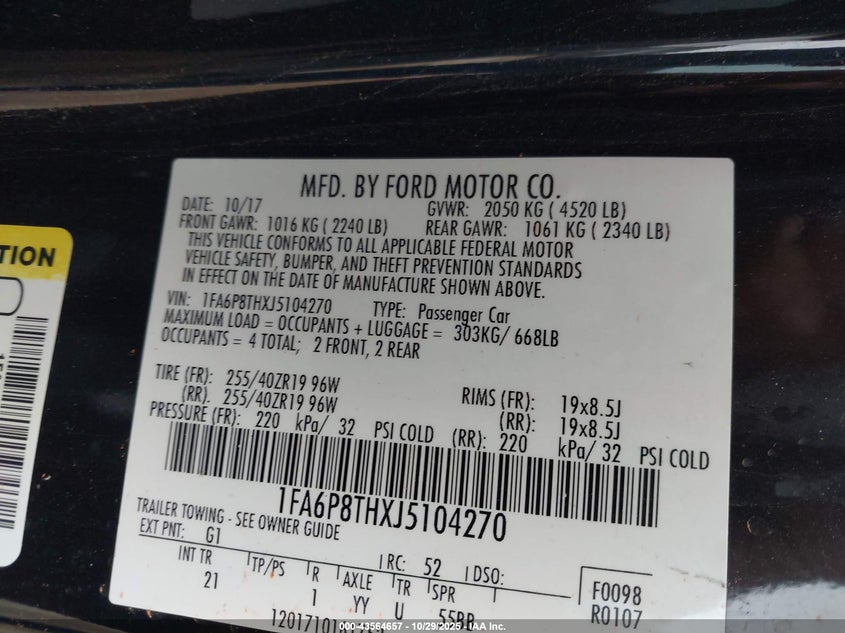 TION
MFD. BY FORD MOTOR CO.
DATE: 10/17 GVWR: 2050 KG ( 4520 LB)
FRONT GAWR: 1016 KG ( 2240 LB) REAR GAWR: 1061 KG ( 2340 LB)
THIS VEHICLE CONFORMS TO ALL APPLICABLE FEDERAL MOTOR
VEHICLE SAFETY, BUMPER, AND THEFT PREVENTION STANDARDS
IN EFFECT ON THE DATE OF MANUFACTURE SHOWN ABOVE.
VIN: 1FA6P8THXJ5104270 TYPE: Passenger Car
MAXIMUM LOAD = OCCUPANTS + LUGGAGE = 303KG/ 668LB
OCCUPANTS = 4 TOTAL; 2 FRONT, 2 REAR
TIRE (FR): 255/40ZR19 96W RIMS (FR): 19x8.5J
(RR): 255/40ZR19 96W (RR): 19x8.5J
PRESSURE (FR): 220 kPa/ 32 PSI COLD (RR): 220 kPa/ 32 PSI COLD
1FA6P8THXJ5104270
TRAILER TOWING - SEE OWNER GUIDE
EXT PNT: G1 RC: 52 DSO:
INT TR TP/PS R AXLE TR SPR F0098
21 1 YY U 55BB R0107
000-43564657 - 10/29/2025 - IAA Inc.